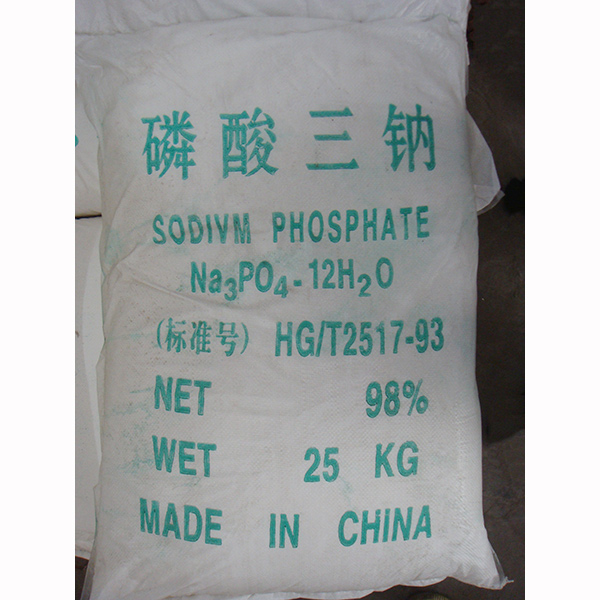 磷酸三钠
SODIVM PHOSPHATE
Na3PO4-12H2O
(标准号) HG/T2517-93
NET 98%
WET 25 KG
MADE IN CHINA